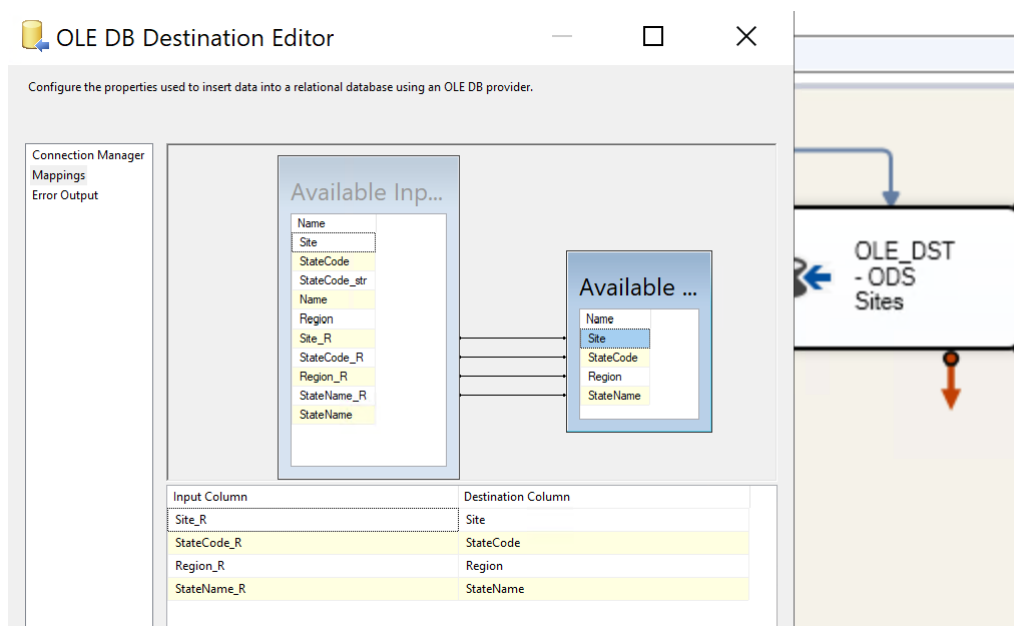 OLE DB Destination Editor
Configure the properties used to insert data into a relational database using an OLE DB provider.
Connection Manager
Mappings
Error Output
Available Inp...
Name
Site
StateCode
StateCode_str
Name
Region
Site_R
StateCode_R
Region_R
StateName_R
StateName
Available ...
Name
Site
StateCode
Region
StateName
Input Column Destination Column
Site_R Site
StateCode_R StateCode
Region_R Region
StateName_R StateName
OLE_DST
- ODS
Sites